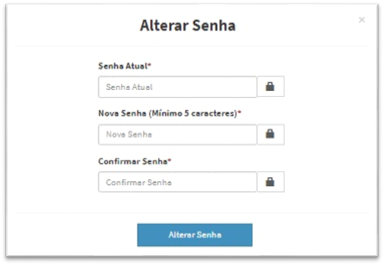 Alterar Senha
×
Senha Atual*
Senha Atual
Nova Senha (Mínimo 5 caracteres)*
Nova Senha
Confirmar Senha*
Confirmar Senha
Alterar Senha